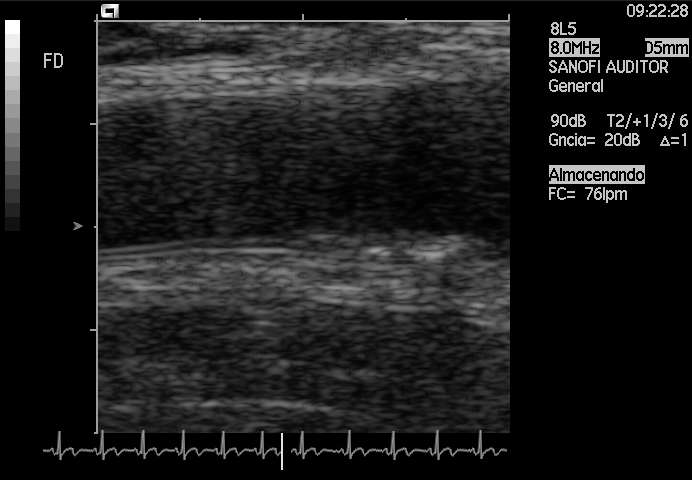 09:22:28
FD
8L5
8.0MHz D5mm
SANOFI AUDITOR
General
90dB T2/+1/3/ 6
Gncia= 20dB Δ=1
Almacenando
FC= 76lpm